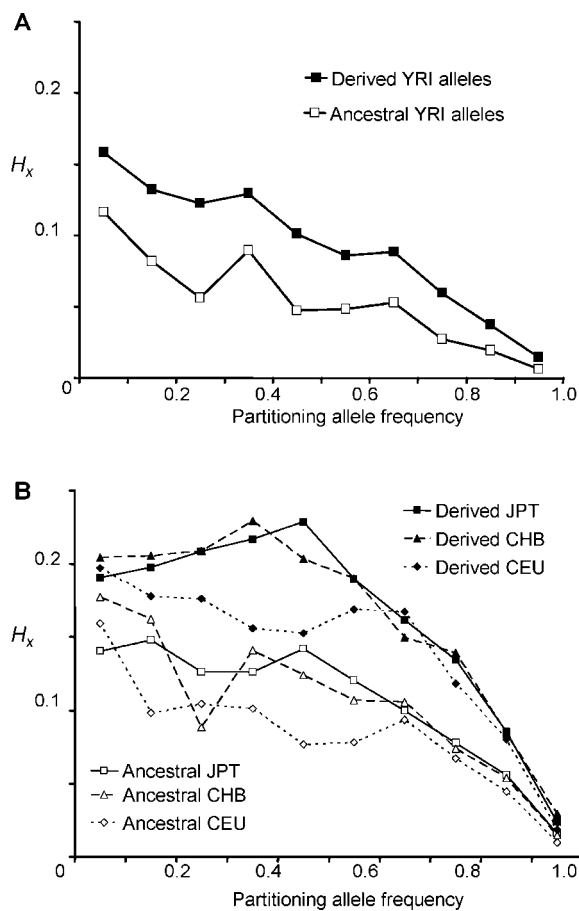 A
0.2
Derived YRI alleles
Ancestral YRI alleles
Hx
0.1
0 0.2 0.4 0.6 0.8 1.0
Partitioning allele frequency
B
Derived JPT
Derived CHB
Derived CEU
0.2
Hx
0.1
Ancestral JPT
Ancestral CHB
Ancestral CEU
0 0.2 0.4 0.6 0.8 1.0
Partitioning allele frequency